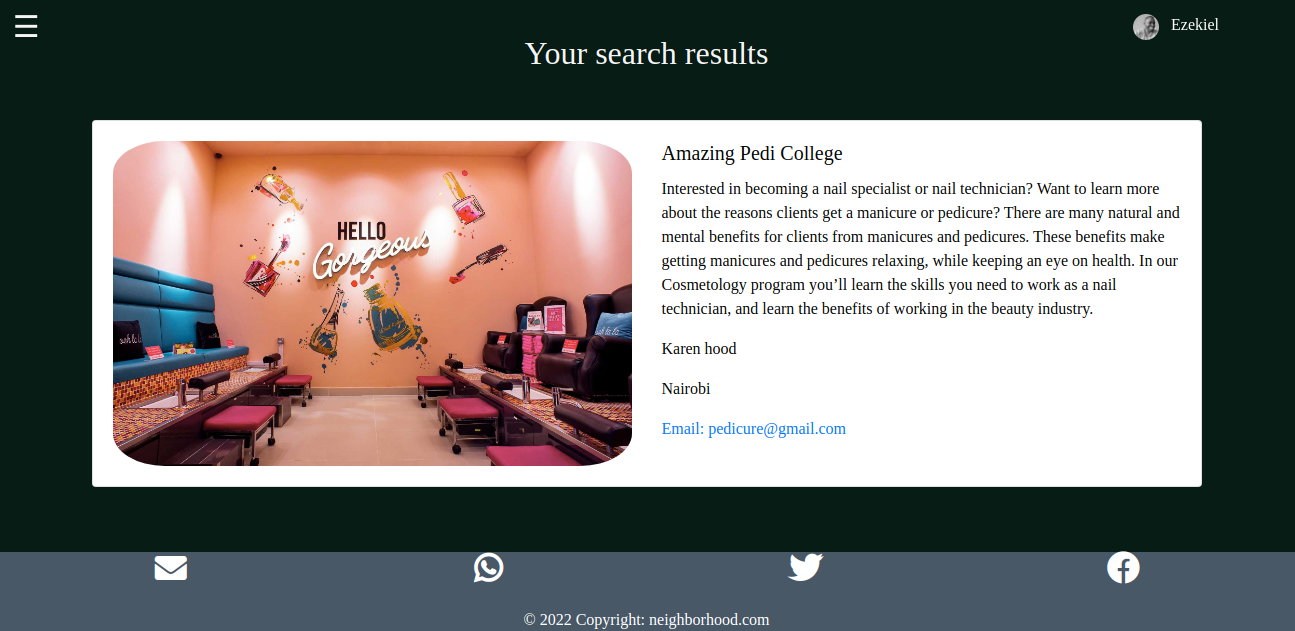 ☰
Ezekiel
Your search results
HELLO
Gorgeous
Amazing Pedi College
Interested in becoming a nail specialist or nail technician? Want to learn more
about the reasons clients get a manicure or pedicure? There are many natural and
mental benefits for clients from manicures and pedicures. These benefits make
getting manicures and pedicures relaxing, while keeping an eye on health. In our
Cosmetology program you’ll learn the skills you need to work as a nail
technician, and learn the benefits of working in the beauty industry.
Karen hood
Nairobi
Email: pedicure@gmail.com
© 2022 Copyright: neighborhood.com